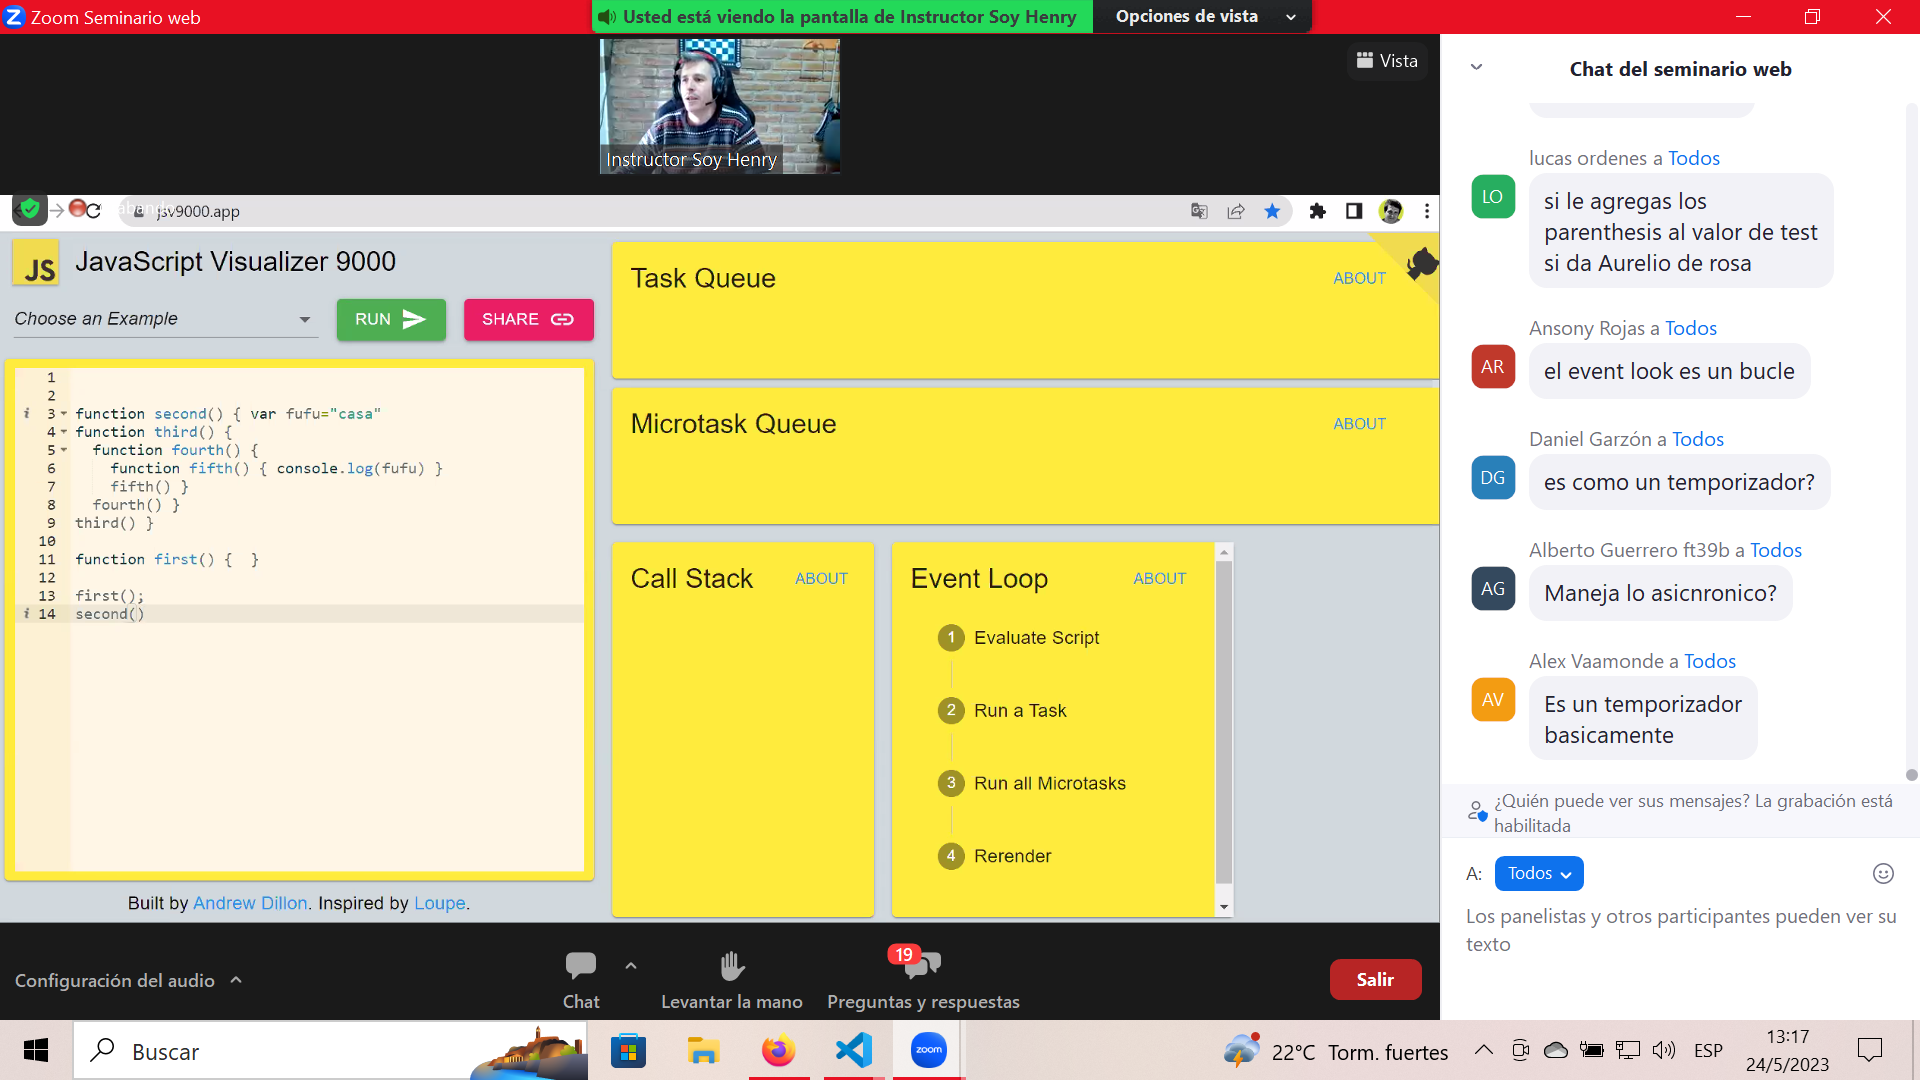 Zoom Seminario web
Usted está viendo la pantalla de Instructor Soy Henry
Opciones de vista
Vista
Instructor Soy Henry
jsv9000.app
JS
JavaScript Visualizer 9000
Choose an Example
RUN
SHARE
1
2
3 function second() { var fufu="casa"
4 function third() {
5 function fourth() {
6 function fifth() { console.log(fufu) }
7 fifth() }
8 fourth() }
9 third() }
10
11 function first() {  }
12
13 first();
14 second()
Built by Andrew Dillon. Inspired by Loupe.
Task Queue
ABOUT
Microtask Queue
ABOUT
Call Stack
ABOUT
Event Loop
ABOUT
1 Evaluate Script
2 Run a Task
3 Run all Microtasks
4 Rerender
Configuración del audio
Chat
Levantar la mano
19
Preguntas y respuestas
Salir
Chat del seminario web
lucas ordenes a Todos
LO
si le agregas los
parenthesis al valor de test
si da Aurelio de rosa
Ansony Rojas a Todos
AR
el event look es un bucle
Daniel Garzón a Todos
DG
es como un temporizador?
Alberto Guerrero ft39b a Todos
AG
Maneja lo asicnronico?
Alex Vaamonde a Todos
AV
Es un temporizador
basicamente
¿Quién puede ver sus mensajes? La grabación está
habilitada
A: Todos
Los panelistas y otros participantes pueden ver su
texto
Buscar
zoom
22°C Torm. fuertes
ESP
13:17
24/5/2023